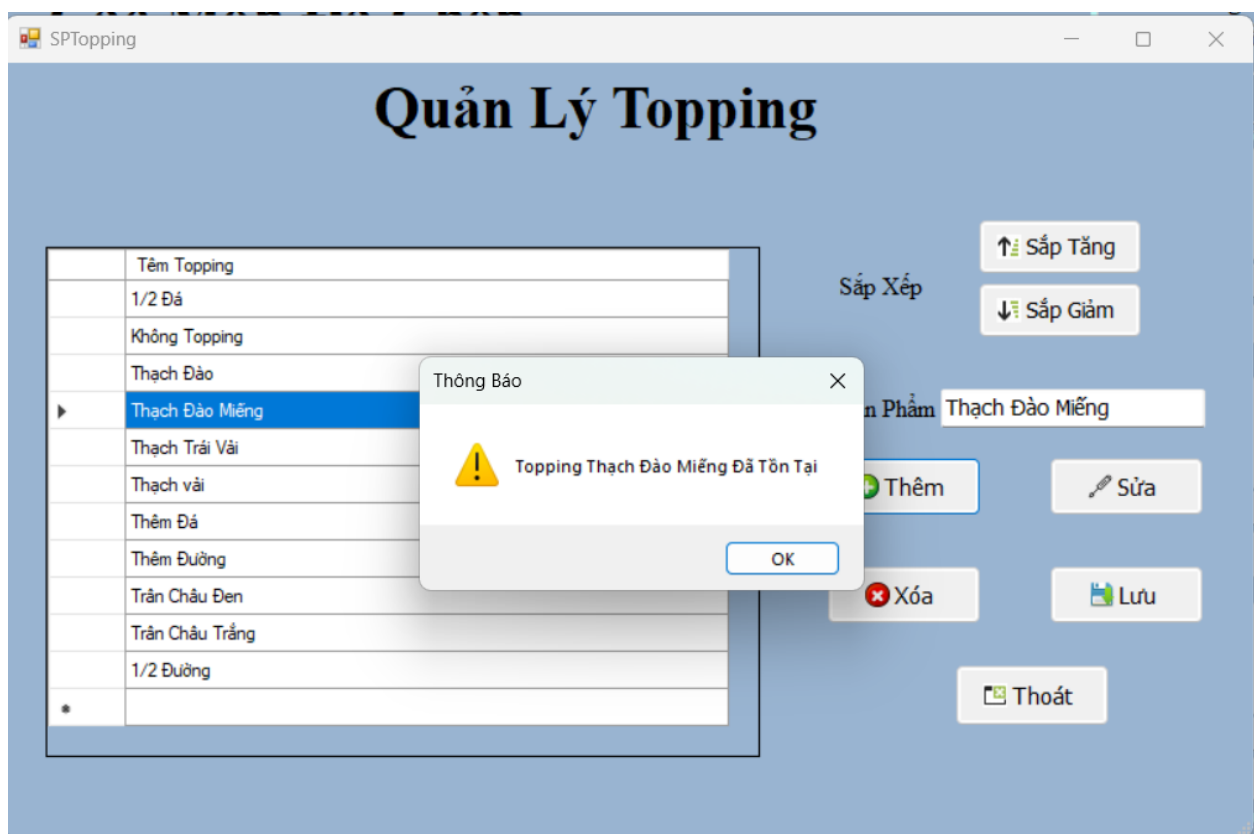 SPTopping
Quản Lý Topping
Têm Topping
1/2 Đá
Không Topping
Thạch Đào
Thạch Đào Miếng
Thạch Trái Vải
Thạch vải
Thêm Đá
Thêm Đường
Trân Châu Đen
Trân Châu Trắng
1/2 Đường
Sắp Xếp
Sắp Tăng
Sắp Giảm
Thông Báo
Topping Thạch Đào Miếng Đã Tồn Tại
OK
Phẩm Thạch Đào Miếng
Thêm
Sửa
Xóa
Lưu
Thoát